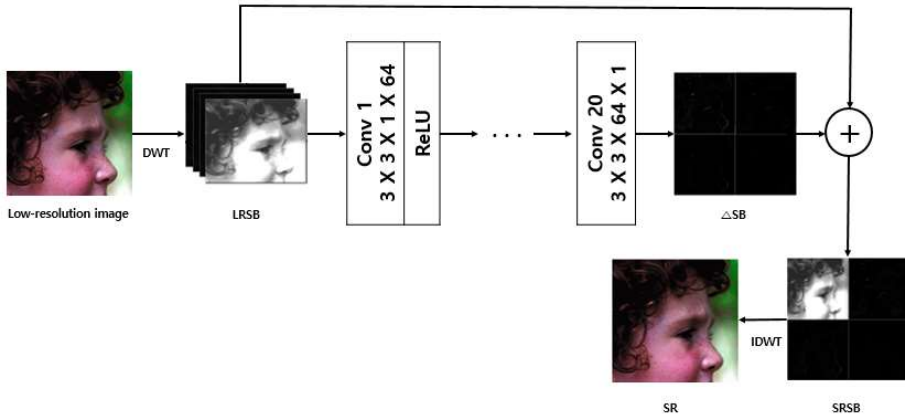 Low-resolution image
DWT
LRSB
Conv 1
3 X 3 X 1 X 64
ReLU
. . .
Conv 20
3 X 3 X 64 X 1
△SB
+
IDWT
SR
SRSB